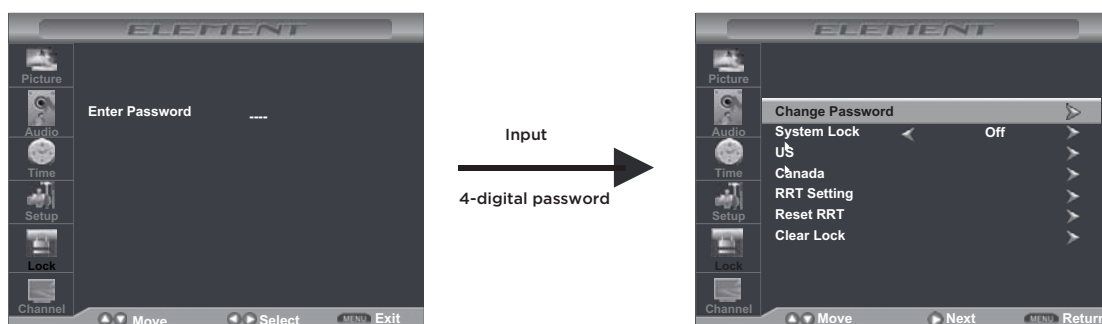 ELEMENT
Picture
Audio
Time
Setup
Lock
Channel
Enter Password ----
Move Select MENU Exit
Input
4-digital password
ELEMENT
Picture
Audio
Time
Setup
Lock
Channel
Change Password
System Lock Off
US
Canada
RRT Setting
Reset RRT
Clear Lock
Move Next MENU Return